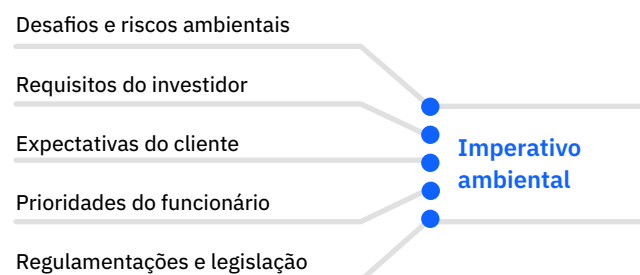 Desafios e riscos ambientais
Requisitos do investidor
Expectativas do cliente
Prioridades do funcionário
Regulamentações e legislação
Imperativo
ambiental